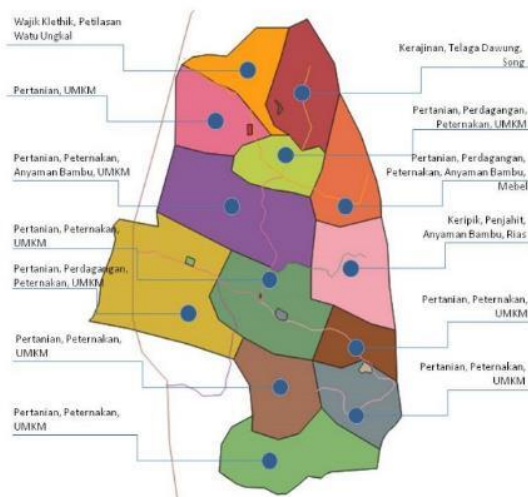 Wajik Klethik, Petilasan
Watu Ungkal
Kerajinan, Telaga Dawung,
Song
Pertanian, UMKM
Pertanian, Perdagangan,
Peternakan, UMKM
Pertanian, Peternakan,
Anyaman Bambu, UMKM
Pertanian, Perdagangan,
Peternakan, Anyaman Bambu,
Mebel
Pertanian, Peternakan,
UMKM
Keripik, Penjahit,
Anyaman Bambu, Rias
Pertanian, Perdagangan,
Peternakan, UMKM
Pertanian, Peternakan,
UMKM
Pertanian, Peternakan,
UMKM
Pertanian, Peternakan,
UMKM
Pertanian, Peternakan,
UMKM